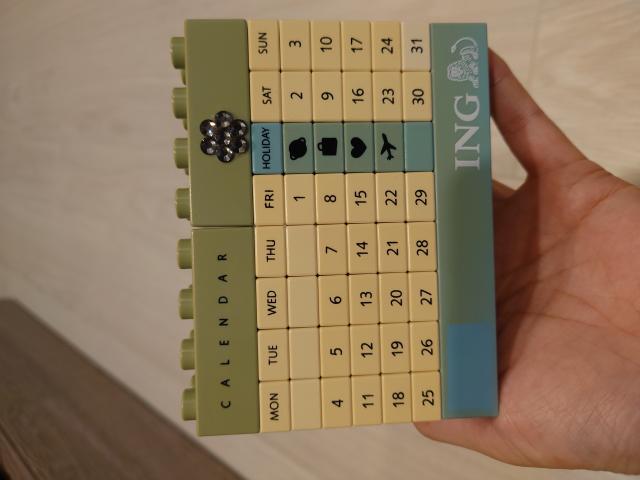 CALENDAR
MON TUE WED THU FRI HOLIDAY SAT SUN
1 2 3
4 5 6 7 8 9 10
11 12 13 14 15 16 17
18 19 20 21 22 23 24
25 26 27 28 29 30 31
ING